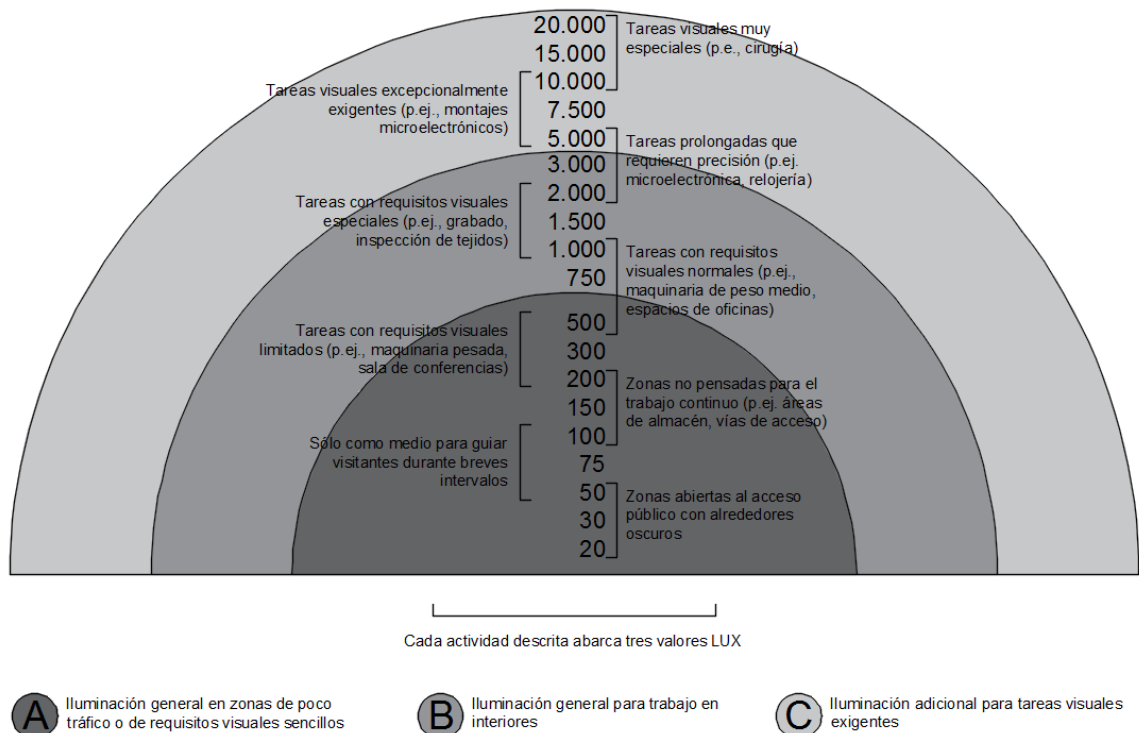 20.000
15.000
10.000
7.500
5.000
3.000
2.000
1.500
1.000
750
500
300
200
150
100
75
50
30
20
Tareas visuales muy
especiales (p.e., cirugía)
Tareas visuales excepcionalmente
exigentes (p.ej., montajes
microelectrónicos)
Tareas prolongadas que
requieren precisión (p.ej.
microelectrónica, relojería)
Tareas con requisitos visuales
especiales (p.ej., grabado,
inspección de tejidos)
Tareas con requisitos
visuales normales (p.ej.,
maquinaria de peso medio,
espacios de oficinas)
Tareas con requisitos visuales
limitados (p.ej., maquinaria pesada,
sala de conferencias)
Zonas no pensadas para el
trabajo continuo (p.ej. áreas
de almacén, vías de acceso)
Sólo como medio para guiar
visitantes durante breves
intervalos
Zonas abiertas al acceso
público con alrededores
oscuros
Cada actividad descrita abarca tres valores LUX
A
Iluminación general en zonas de poco
tráfico o de requisitos visuales sencillos
B
Iluminación general para trabajo en
interiores
C
Iluminación adicional para tareas visuales
exigentes